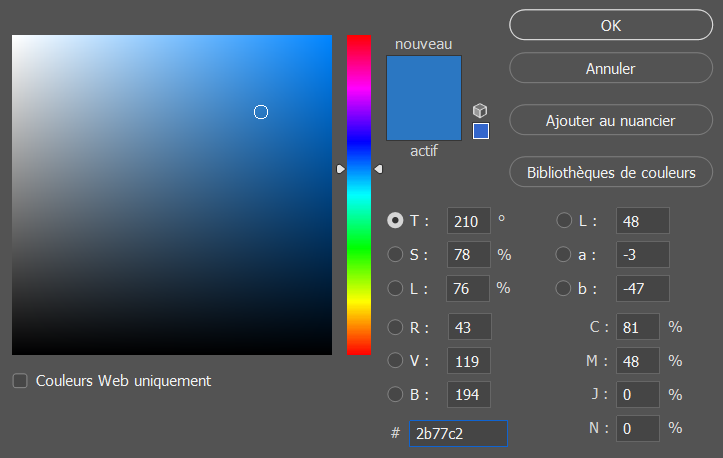 nouveau
actif
OK
Annuler
Ajouter au nuancier
Bibliothèques de couleurs
T : 210 °
S : 78 %
L : 76 %
R : 43
V : 119
B : 194
# 2b77c2
L : 48
a : -3
b : -47
C : 81 %
M : 48 %
J : 0 %
N : 0 %
Couleurs Web uniquement